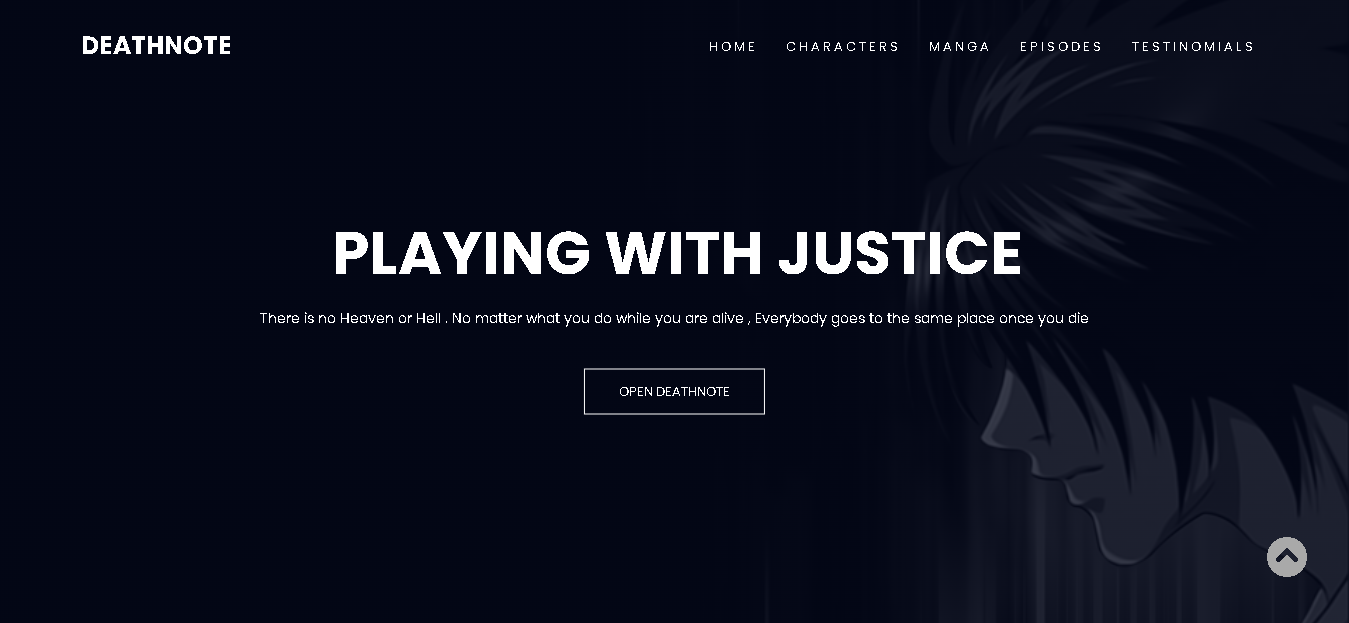 DEATHNOTE
HOME CHARACTERS MANGA EPISODES TESTINOMIALS
PLAYING WITH JUSTICE
There is no Heaven or Hell . No matter what you do while you are alive , Everybody goes to the same place once you die
OPEN DEATHNOTE